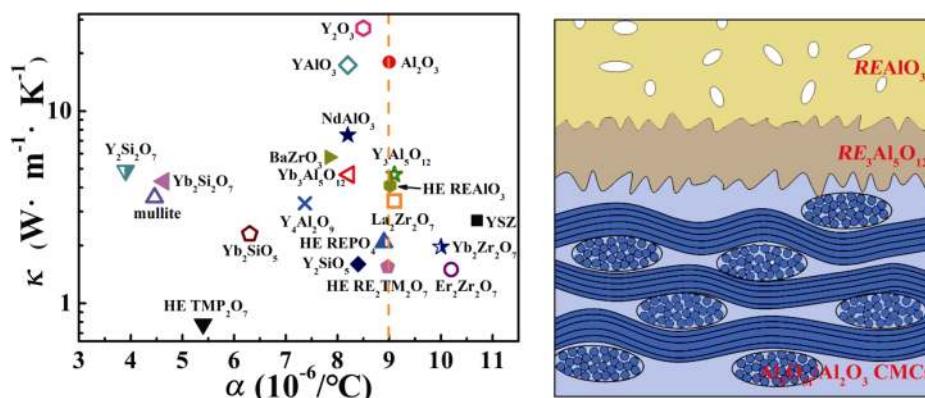 κ (W· m⁻¹· K⁻¹)
10
1
Y₂O₃
YAlO₃
Al₂O₃
NdAlO₃
Y₂Si₂O₇
BaZrO₃
Y₃Al₅O₁₂
Yb₂Si₂O₇
Yb₃Al₅O₁₂
HE REAlO₃
mullite
Y₄Al₂O₉
La₂Zr₂O₇
YSZ
Yb₂SiO₅
HE REPO₄
Yb₂Zr₂O₇
Y₂SiO₅
HE RE₂TM₂O₇
Er₂Zr₂O₇
HE TMP₂O₇
3 4 5 6 7 8 9 10 11
α (10⁻⁶/°C)
REAlO₃
RE₃Al₅O₁₂
Al₂O₃ CMCs